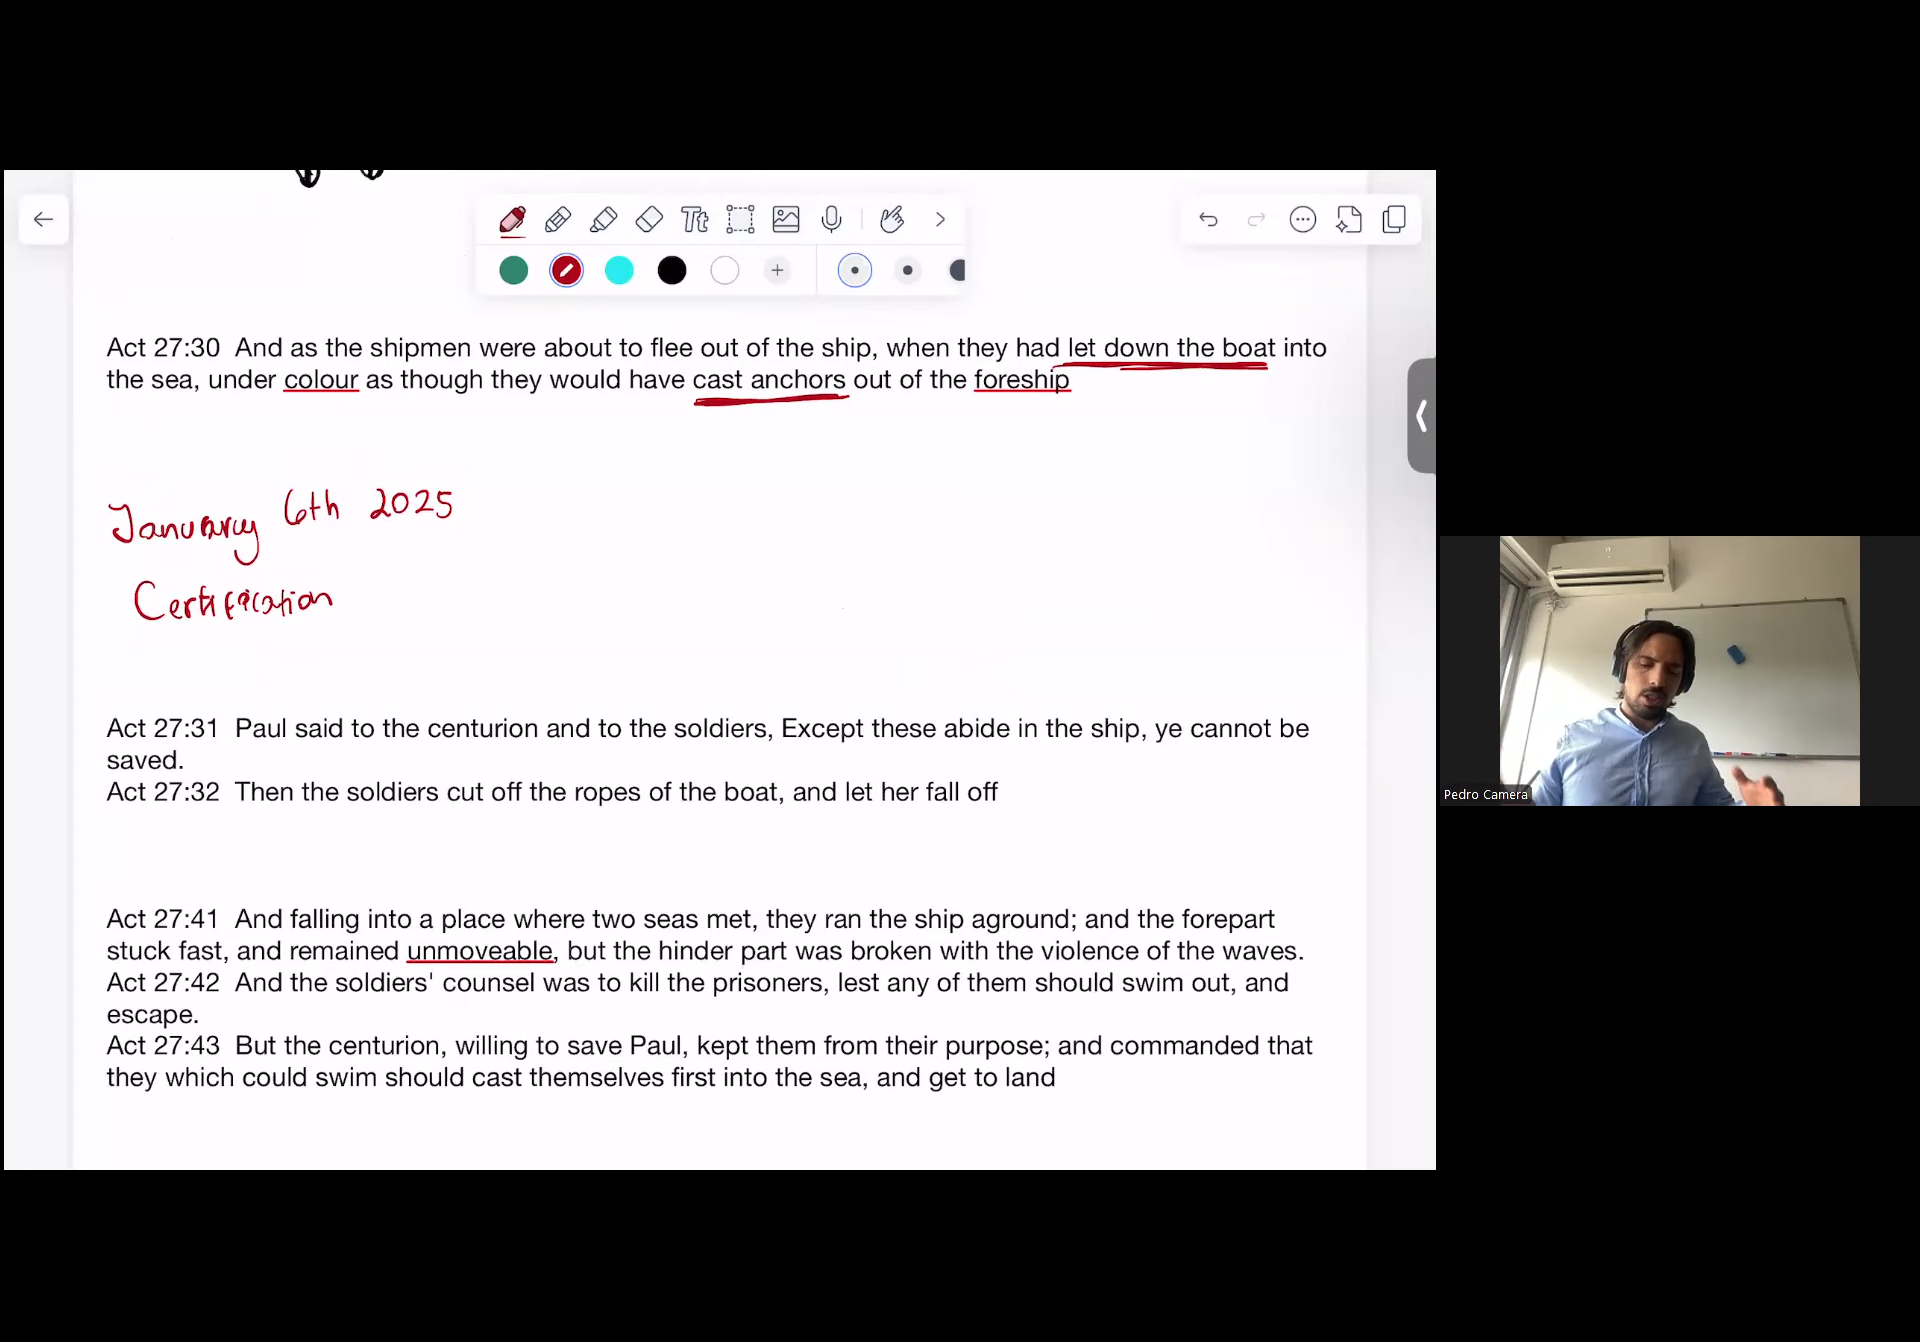 Tt
Act 27:30 And as the shipmen were about to flee out of the ship, when they had let down the boat into
the sea, under colour as though they would have cast anchors out of the foreship
January 6th 2025
Certification
Act 27:31 Paul said to the centurion and to the soldiers, Except these abide in the ship, ye cannot be
saved.
Act 27:32 Then the soldiers cut off the ropes of the boat, and let her fall off
Act 27:41 And falling into a place where two seas met, they ran the ship aground; and the forepart
stuck fast, and remained unmoveable, but the hinder part was broken with the violence of the waves.
Act 27:42 And the soldiers' counsel was to kill the prisoners, lest any of them should swim out, and
escape.
Act 27:43 But the centurion, willing to save Paul, kept them from their purpose; and commanded that
they which could swim should cast themselves first into the sea, and get to land
Pedro Camera